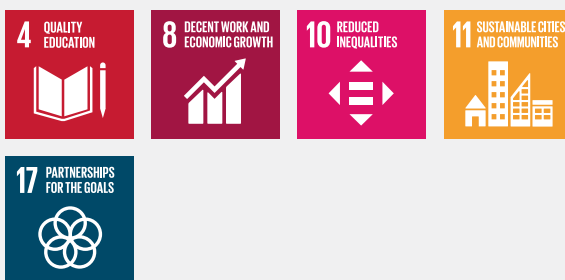 4 QUALITY
EDUCATION
8 DECENT WORK AND
ECONOMIC GROWTH
10 REDUCED
INEQUALITIES
11 SUSTAINABLE CITIES
AND COMMUNITIES
17 PARTNERSHIPS
FOR THE GOALS